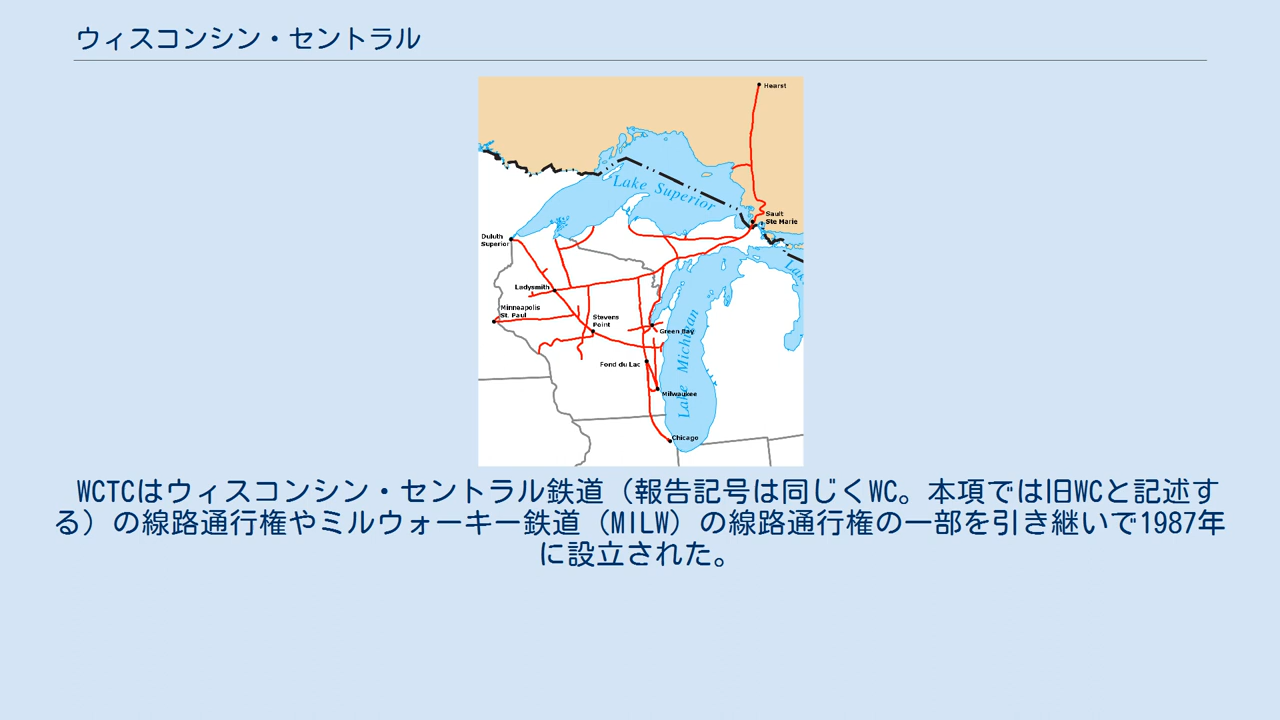 ウィスコンシン・セントラル
Hearst
Lake Superior
Sault
Ste Marie
Duluth
Superior
Ladysmith
Minneapolis
St. Paul
Stevens
Point
Green Bay
Fond du Lac
Lake Michigan
Milwaukee
Chicago
WCTCはウィスコンシン・セントラル鉄道（報告記号は同じくWC。本項では旧WCと記述す
る）の線路通行権やミルウォーキー鉄道（MILW）の線路通行権の一部を引き継いで1987年
に設立された。